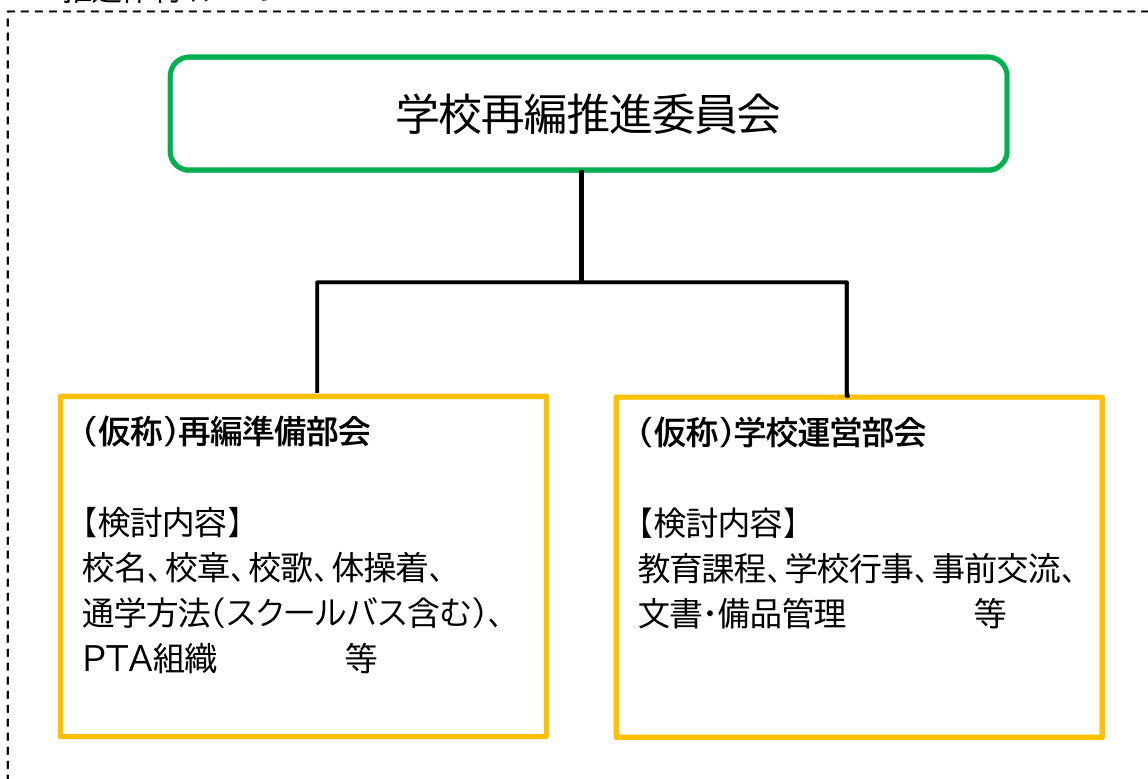 学校再編推進委員会
(仮称)再編準備部会
【検討内容】
校名、校章、校歌、体操着、
通学方法(スクールバス含む)、
PTA組織　　　　等
(仮称)学校運営部会
【検討内容】
教育課程、学校行事、事前交流、
文書・備品管理　　　　等